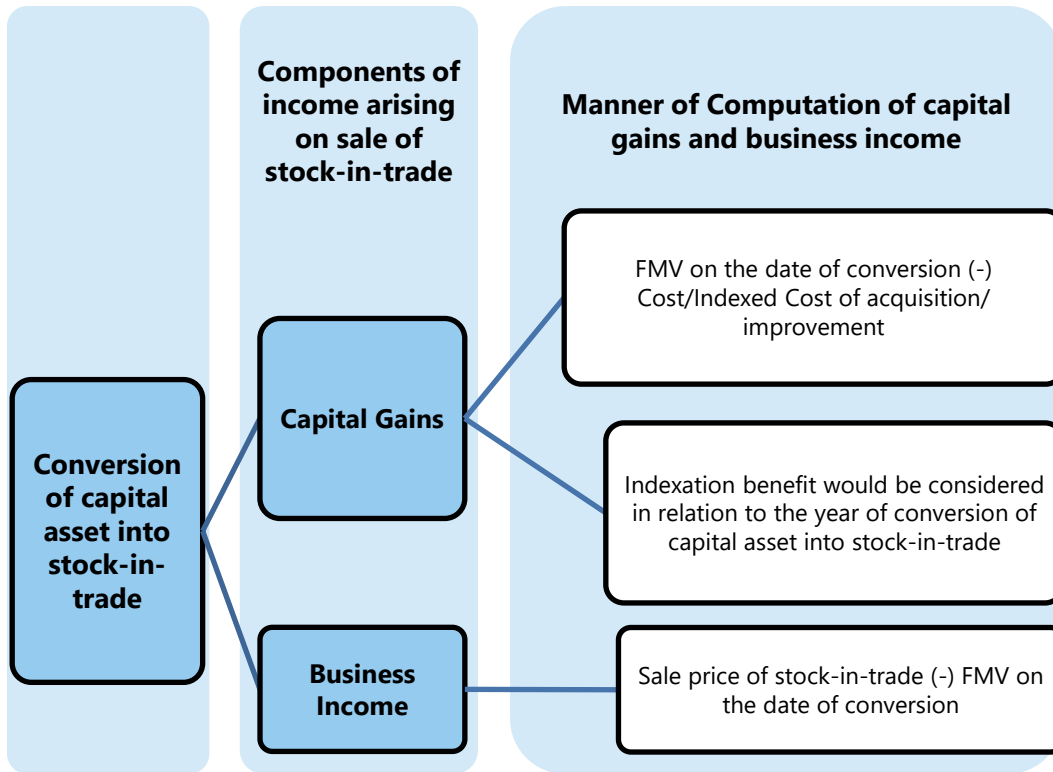 Components of
income arising
on sale of
stock-in-trade
Manner of Computation of capital
gains and business income
Conversion
of capital
asset into
stock-in-
trade
Capital Gains
FMV on the date of conversion (-)
Cost/Indexed Cost of acquisition/
improvement
Indexation benefit would be considered
in relation to the year of conversion of
capital asset into stock-in-trade
Business
Income
Sale price of stock-in-trade (-) FMV on
the date of conversion